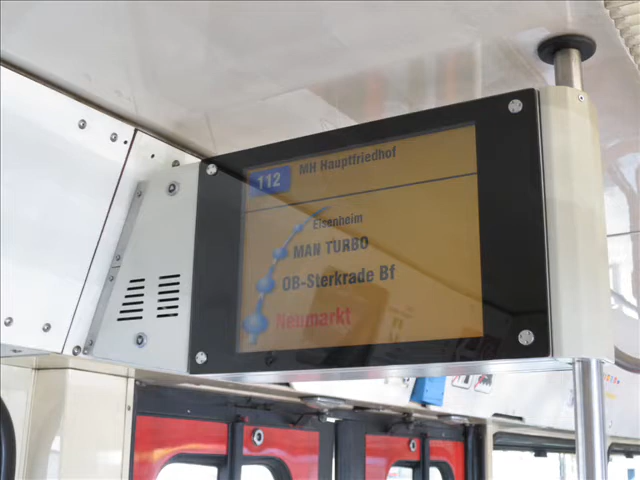 112 MH Hauptfriedhof
Eisenheim
MAN TURBO
OB-Sterkrade Bf
Neumarkt